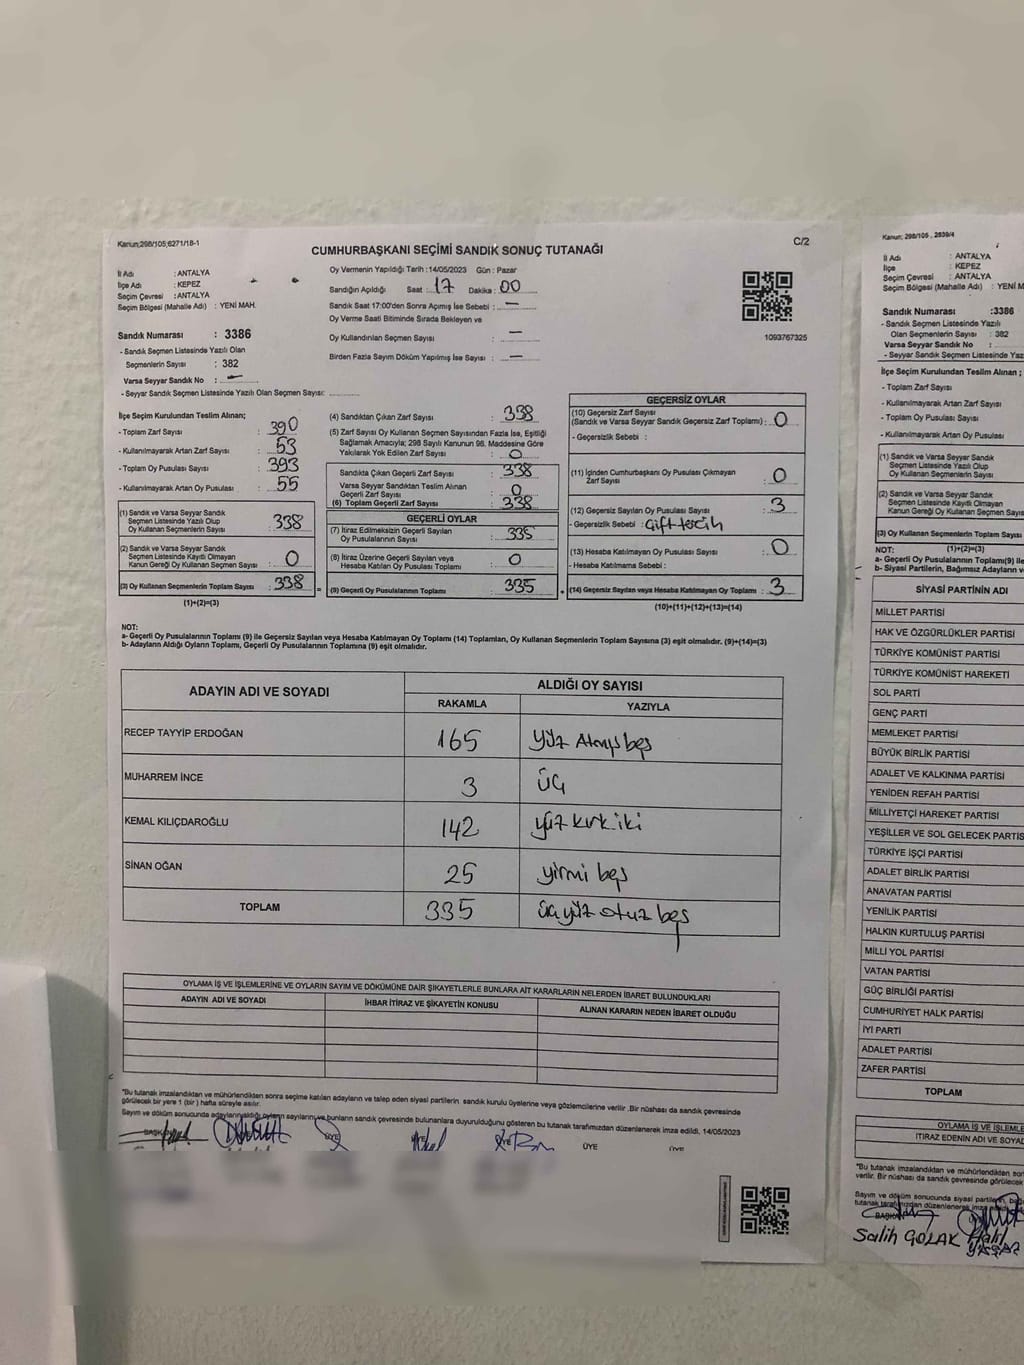 Kanun;298/105;6271/18-1
C/2
CUMHURBAŞKANI SEÇİMİ SANDIK SONUÇ TUTANAĞI
İl Adı : ANTALYA
İlçe Adı : KEPEZ
Seçim Çevresi : ANTALYA
Seçim Bölgesi (Mahalle Adı) : YENİ MAH.
Sandık Numarası : 3386
- Sandık Seçmen Listesinde Yazılı Olan
Seçmenlerin Sayısı : 382
Varsa Seyyar Sandık No : —
- Seyyar Sandık Seçmen Listesinde Yazılı Olan Seçmen Sayısı:
Oy Vermenin Yapıldığı Tarih :14/05/2023 Gün : Pazar
Sandığın Açıldığı Saat : 17 Dakika : 00
Sandık Saat 17:00'den Sonra Açılmış İse Sebebi : —
Oy Verme Saati Bitiminde Sırada Bekleyen ve
Oy Kullandırılan Seçmen Sayısı : —
Birden Fazla Sayım Döküm Yapılmış İse Sayısı : —
1093767325
İlçe Seçim Kurulundan Teslim Alınan;
- Toplam Zarf Sayısı : 390
- Kullanılmayarak Artan Zarf Sayısı : 53
- Toplam Oy Pusulası Sayısı : 393
- Kullanılmayarak Artan Oy Pusulası : 55
(1) Sandık ve Varsa Seyyar Sandık
Seçmen Listesinde Yazılı Olup
Oy Kullanan Seçmenlerin Sayısı : 338
(2) Sandık ve Varsa Seyyar Sandık
Seçmen Listesinde Kayıtlı Olmayan
Kanun Gereği Oy Kullanan Seçmen Sayısı : 0
(3) Oy Kullanan Seçmenlerin Toplam Sayısı : 338
(1)+(2)=(3)
(4) Sandıktan Çıkan Zarf Sayısı : 338
(5) Zarf Sayısı Oy Kullanan Seçmen Sayısından Fazla İse, Eşitliği
Sağlamak Amacıyla; 298 Sayılı Kanunun 98. Maddesine Göre
Yakılarak Yok Edilen Zarf Sayısı : 0
Sandıkta Çıkan Geçerli Zarf Sayısı : 338
Varsa Seyyar Sandıktan Teslim Alınan
Geçerli Zarf Sayısı : 0
(6) Toplam Geçerli Zarf Sayısı : 338
GEÇERLİ OYLAR
(7) İtiraz Edilmeksizin Geçerli Sayılan
Oy Pusulalarının Sayısı : 335
(8) İtiraz Üzerine Geçerli Sayılan veya
Hesaba Katılan Oy Pusulası Toplamı : 0
(9) Geçerli Oy Pusulalarının Toplamı : 335
GEÇERSİZ OYLAR
(10) Geçersiz Zarf Sayısı
(Sandık ve Varsa Seyyar Sandık Geçersiz Zarf Toplamı) : 0
- Geçersizlik Sebebi :
(11) İçinden Cumhurbaşkanı Oy Pusulası Çıkmayan
Zarf Sayısı : 0
(12) Geçersiz Sayılan Oy Pusulası Sayısı : 3
- Geçersizlik Sebebi : Çift tercih
(13) Hesaba Katılmayan Oy Pusulası Sayısı : 0
- Hesaba Katılmama Sebebi :
(14) Geçersiz Sayılan veya Hesaba Katılmayan Oy Toplamı : 3
(10)+(11)+(12)+(13)=(14)
NOT:
a- Geçerli Oy Pusulalarının Toplamı (9) ile Geçersiz Sayılan veya Hesaba Katılmayan Oy Toplamı (14) Toplamları, Oy Kullanan Seçmenlerin Toplam Sayısına (3) eşit olmalıdır. (9)+(14)=(3)
b- Adayların Aldığı Oyların Toplamı, Geçerli Oy Pusulalarının Toplamına (9) eşit olmalıdır.
ADAYIN ADI VE SOYADI ALDIĞI OY SAYISI
RAKAMLA YAZIYLA
RECEP TAYYİP ERDOĞAN 165 yüz Atmış beş
MUHARREM İNCE 3 üç
KEMAL KILIÇDAROĞLU 142 yüz kırk iki
SİNAN OĞAN 25 yirmi beş
TOPLAM 335 üç yüz otuz beş
OYLAMA İŞ VE İŞLEMLERİNE VE OYLARIN SAYIM VE DÖKÜMÜNE DAİR ŞİKAYETLERLE BUNLARA AİT KARARLARIN NELERDEN İBARET BULUNDUKLARI
ADAYIN ADI VE SOYADI İHBAR İTİRAZ VE ŞİKAYETİN KONUSU ALINAN KARARIN NEDEN İBARET OLDUĞU
*Bu tutanak imzalandıktan ve mühürlendikten sonra seçime katılan adayların ve talep eden siyasi partilerin sandık kurulu üyelerine veya gözlemcilerine verilir .Bir nüshası da sandık çevresinde
görülecek bir yere 1 (bir ) hafta süreyle asılır.
Sayım ve döküm sonucunda adayların aldığı oyların sayılarını ve bunların sandık çevresinde bulunanlara duyurulduğunu gösteren bu tutanak tarafımızdan düzenlenerek imza edildi. 14/05/2023
ÜYE ÜYE
Kanun; 298/105 , 2839/4
İl Adı : ANTALYA
İlçe : KEPEZ
Seçim Çevresi : ANTALYA
Seçim Bölgesi (Mahalle Adı) : YENİ M
Sandık Numarası :3386
- Sandık Seçmen Listesinde Yazılı
Olan Seçmenlerin Sayısı : 382
Varsa Seyyar Sandık No :
- Seyyar Sandık Seçmen Listesinde Yazı
İlçe Seçim Kurulundan Teslim Alınan ;
- Toplam Zarf Sayısı
- Kullanılmayarak Artan Zarf Sayısı
- Toplam Oy Pusulası Sayısı
- Kullanılmayarak Artan Oy Pusulası
(1) Sandık ve Varsa Seyyar Sandık
Seçmen Listesinde Yazılı Olup
Oy Kullanan Seçmenlerin Sayısı
(2) Sandık ve Varsa Seyyar Sandık
Seçmen Listesinde Kayıtlı Olmayan
Kanun Gereği Oy Kullanan Seçmen Sayıs
(3) Oy Kullanan Seçmenlerin Toplam Sayısı
NOT: (1)+(2)=(3)
a- Geçerli Oy Pusulalarının Toplamı(9) ile
b- Siyasi Partilerin, Bağımsız Adayların v
SİYASİ PARTİNİN ADI
MİLLET PARTİSİ
HAK VE ÖZGÜRLÜKLER PARTİSİ
TÜRKİYE KOMÜNİST PARTİSİ
TÜRKİYE KOMÜNİST HAREKETİ
SOL PARTİ
GENÇ PARTİ
MEMLEKET PARTİSİ
BÜYÜK BİRLİK PARTİSİ
ADALET VE KALKINMA PARTİSİ
YENİDEN REFAH PARTİSİ
MİLLİYETÇİ HAREKET PARTİSİ
YEŞİLLER VE SOL GELECEK PARTİS
TÜRKİYE İŞÇİ PARTİSİ
ADALET BİRLİK PARTİSİ
ANAVATAN PARTİSİ
YENİLİK PARTİSİ
HALKIN KURTULUŞ PARTİSİ
MİLLİ YOL PARTİSİ
VATAN PARTİSİ
GÜÇ BİRLİĞİ PARTİSİ
CUMHURİYET HALK PARTİSİ
İYİ PARTİ
ADALET PARTİSİ
ZAFER PARTİSİ
TOPLAM
OYLAMA İŞ VE İŞLEMLE
İTİRAZ EDENİN ADI VE SOYAD
*Bu tutanak imzalandıktan ve mühürlendikten son
verilir. Bir nüshası da sandık çevresinde görülecek
Sayım ve döküm sonucunda siyasi partilerin, bağ
tutanak tarafımızdan düzenlenerek imza
BAŞKAN
Salih GÖLAK Halil
YAŞAR